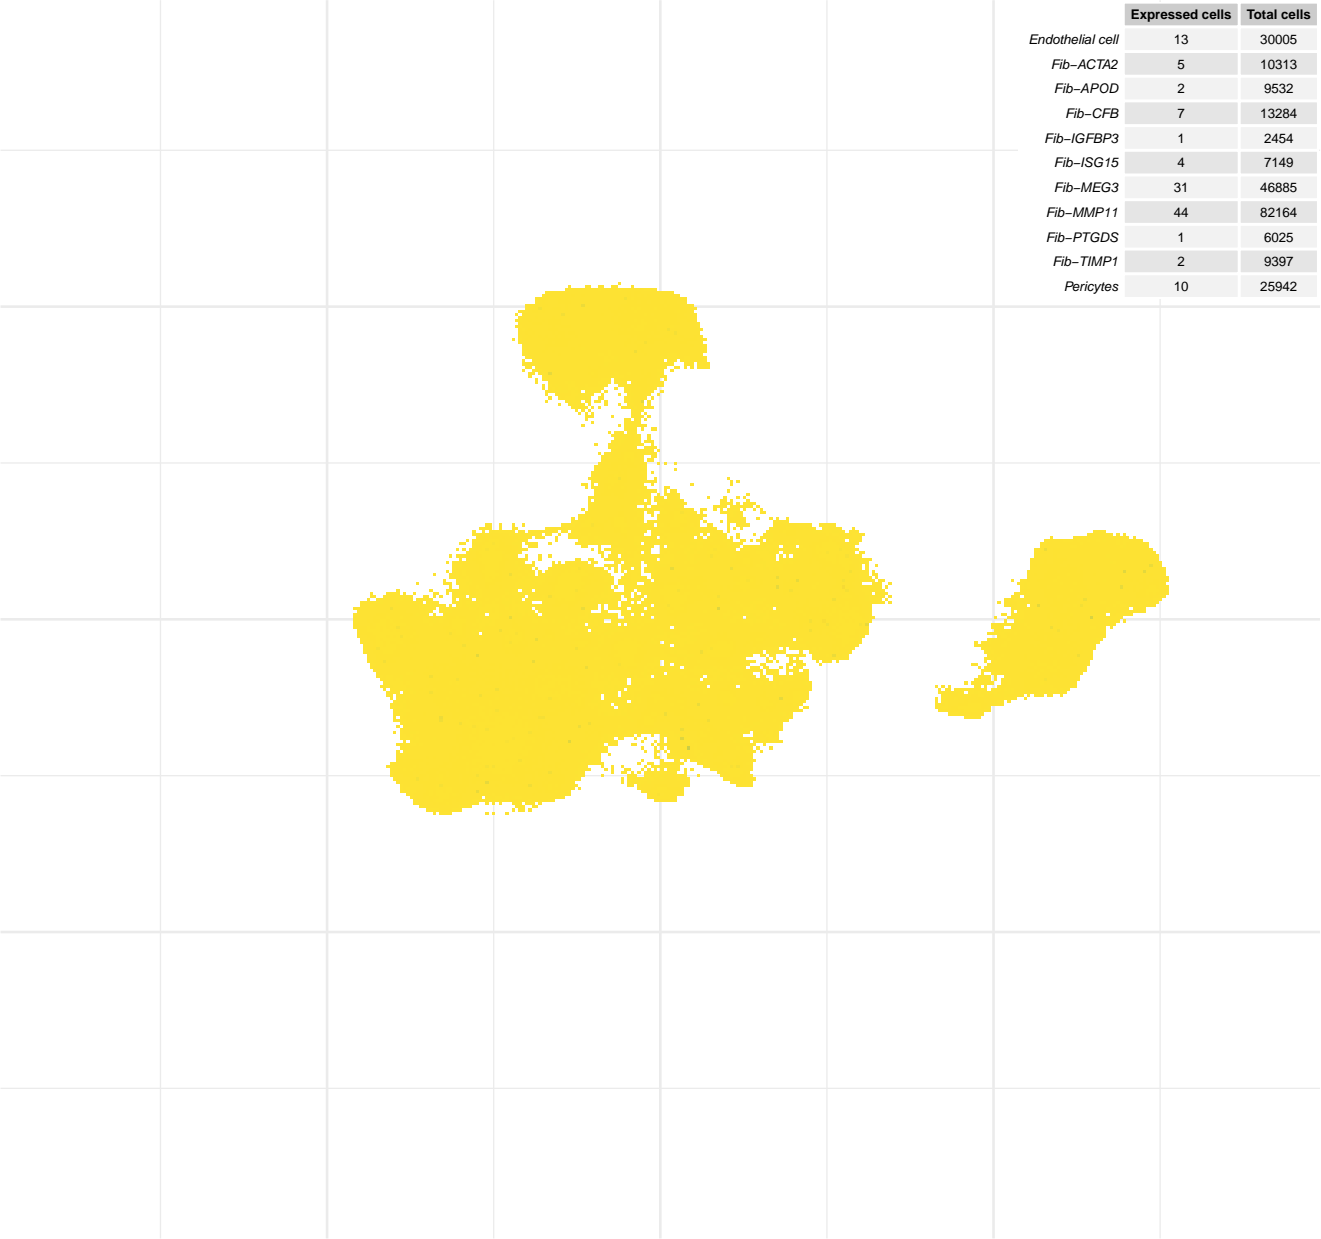 Expressed cells Total cells
Endothelial cell 13 30005
Fib−ACTA2 5 10313
Fib−APOD 2 9532
Fib−CFB 7 13284
Fib−IGFBP3 1 2454
Fib−ISG15 4 7149
Fib−MEG3 31 46885
Fib−MMP11 44 82164
Fib−PTGDS 1 6025
Fib−TIMP1 2 9397
Pericytes 10 25942